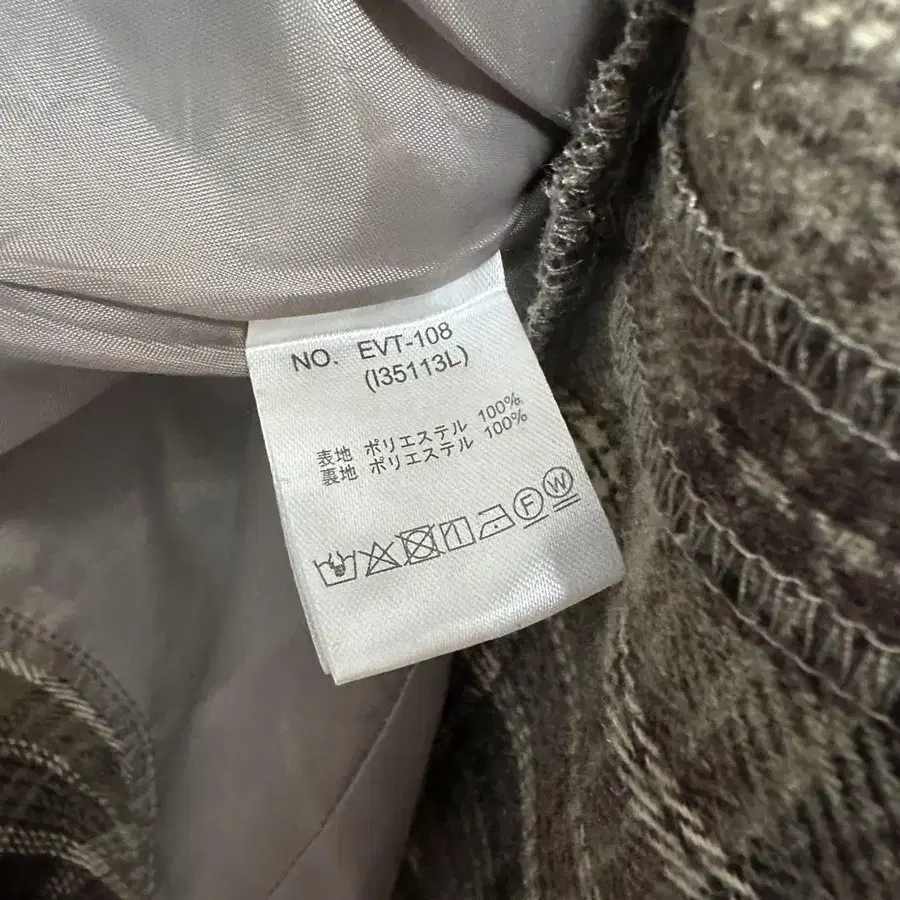 NO. EVT-108
(I35113L)
表地 ポリエステル 100%
裏地 ポリエステル 100%
F W